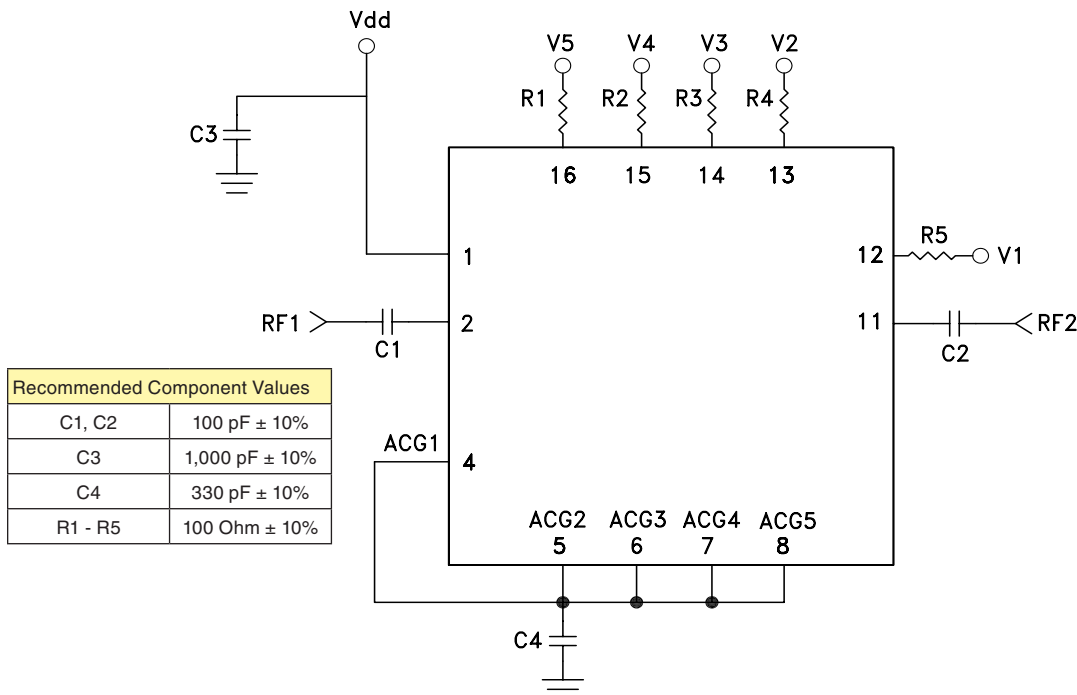 Vdd
V5 V4 V3 V2
R1 R2 R3 R4
C3
16 15 14 13
1
12 R5 V1
RF1 C1 2
11 C2 RF2
Recommended Component Values
C1, C2 100 pF ± 10%
C3 1,000 pF ± 10%
C4 330 pF ± 10%
R1 - R5 100 Ohm ± 10%
ACG1 4
ACG2 ACG3 ACG4 ACG5
5 6 7 8
C4